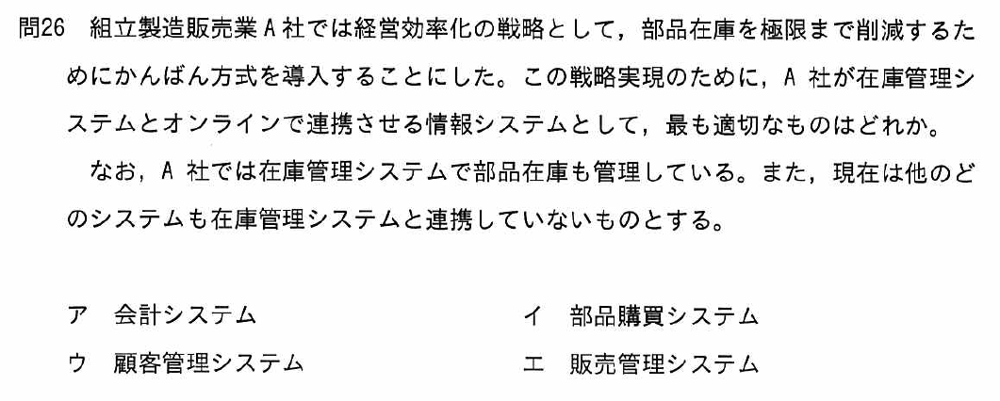 問26 組立製造販売業A社では経営効率化の戦略として，部品在庫を極限まで削減するた
めにかんばん方式を導入することにした。この戦略実現のために，A 社が在庫管理シ
ステムとオンラインで連携させる情報システムとして，最も適切なものはどれか。
なお，A 社では在庫管理システムで部品在庫も管理している。また，現在は他のど
のシステムも在庫管理システムと連携していないものとする。
ア 会計システム イ 部品購買システム
ウ 顧客管理システム エ 販売管理システム